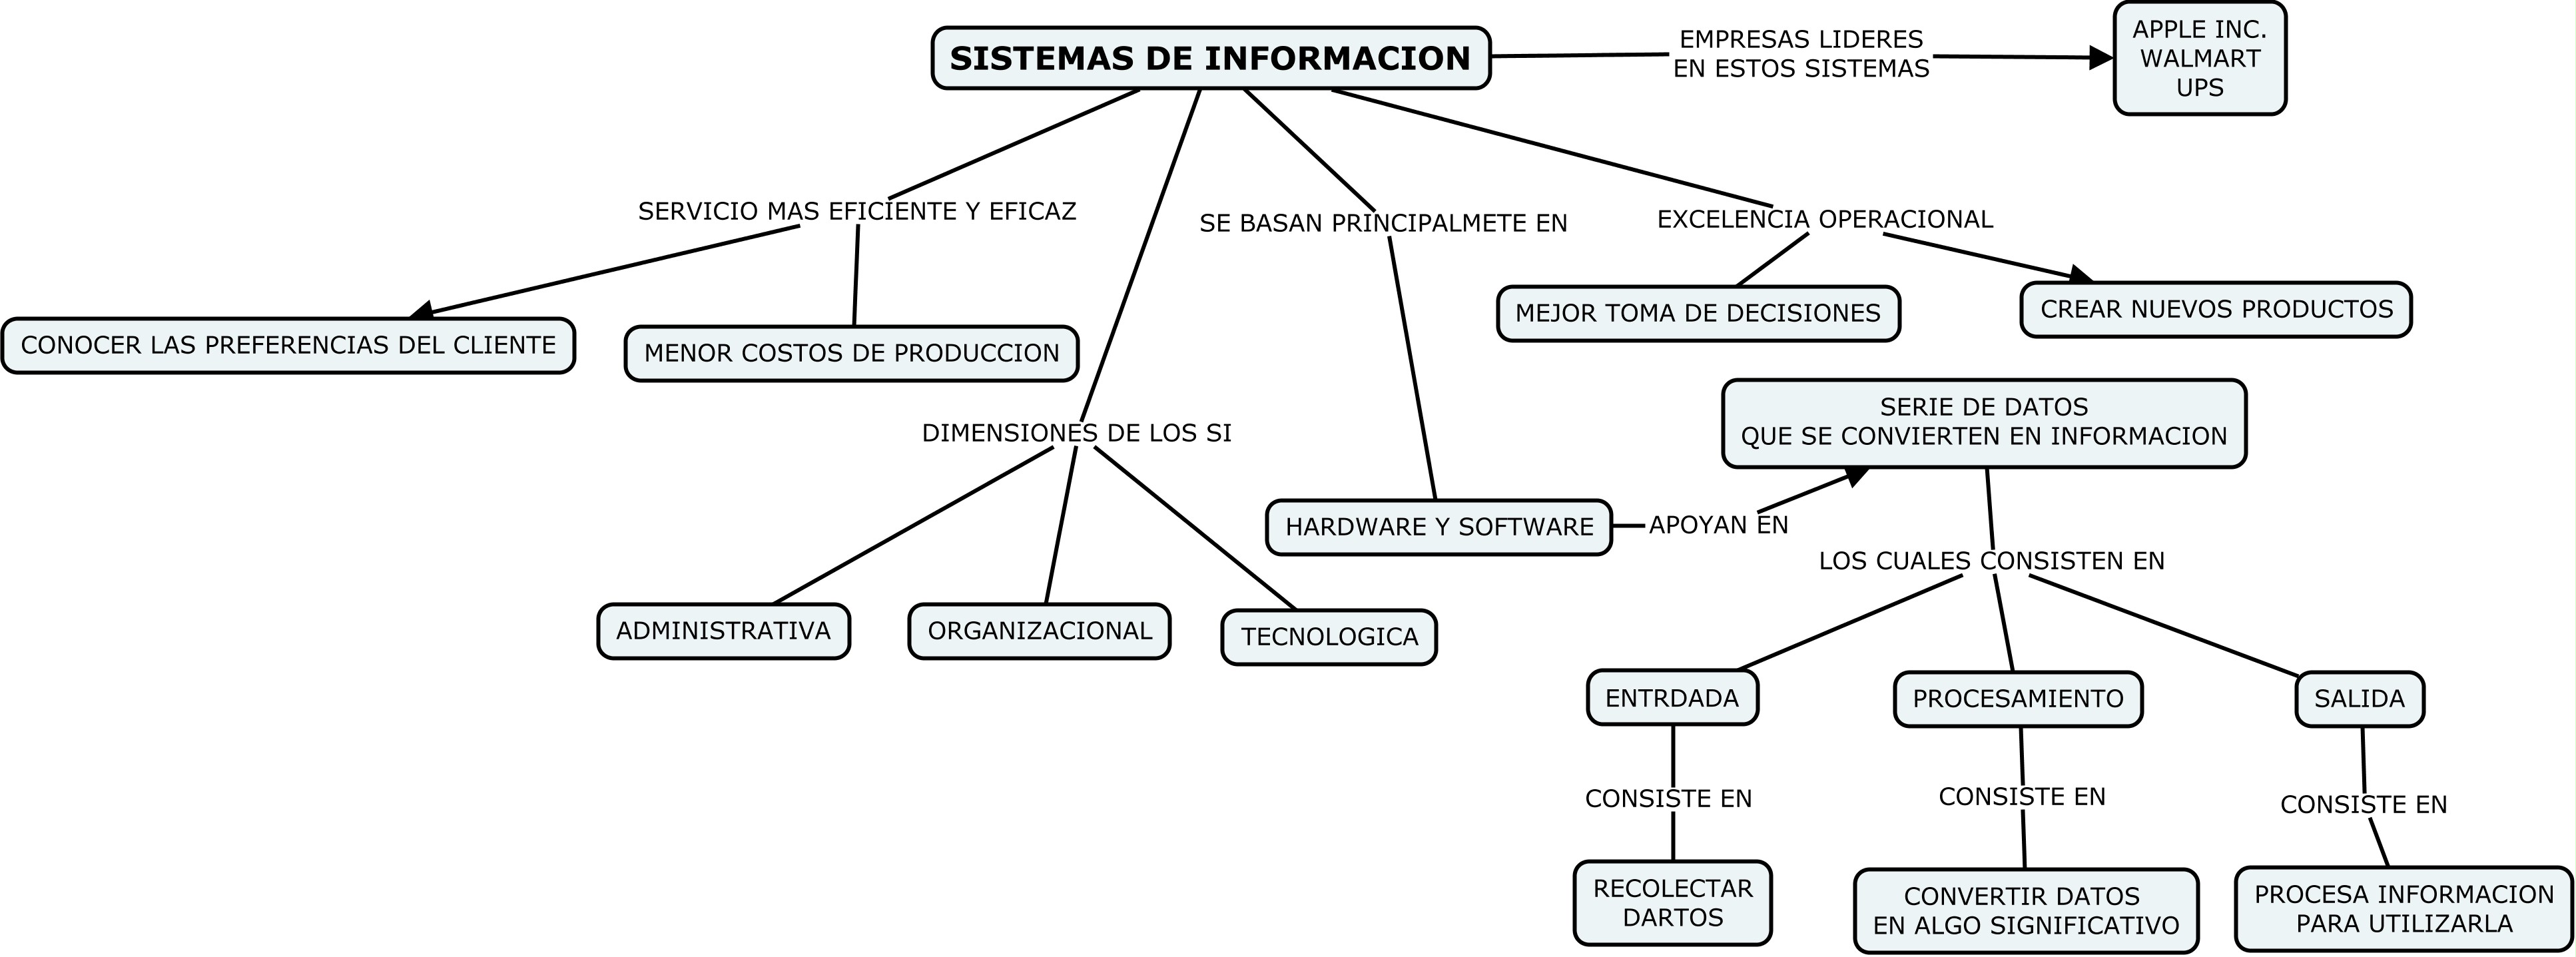 SISTEMAS DE INFORMACION
EMPRESAS LIDERES
EN ESTOS SISTEMAS
APPLE INC.
WALMART
UPS
SERVICIO MAS EFICIENTE Y EFICAZ
SE BASAN PRINCIPALMETE EN
EXCELENCIA OPERACIONAL
CONOCER LAS PREFERENCIAS DEL CLIENTE
MENOR COSTOS DE PRODUCCION
MEJOR TOMA DE DECISIONES
CREAR NUEVOS PRODUCTOS
DIMENSIONES DE LOS SI
SERIE DE DATOS
QUE SE CONVIERTEN EN INFORMACION
HARDWARE Y SOFTWARE
APOYAN EN
LOS CUALES CONSISTEN EN
ADMINISTRATIVA
ORGANIZACIONAL
TECNOLOGICA
ENTRDADA
PROCESAMIENTO
SALIDA
CONSISTE EN
CONSISTE EN
CONSISTE EN
RECOLECTAR
DARTOS
CONVERTIR DATOS
EN ALGO SIGNIFICATIVO
PROCESA INFORMACION
PARA UTILIZARLA